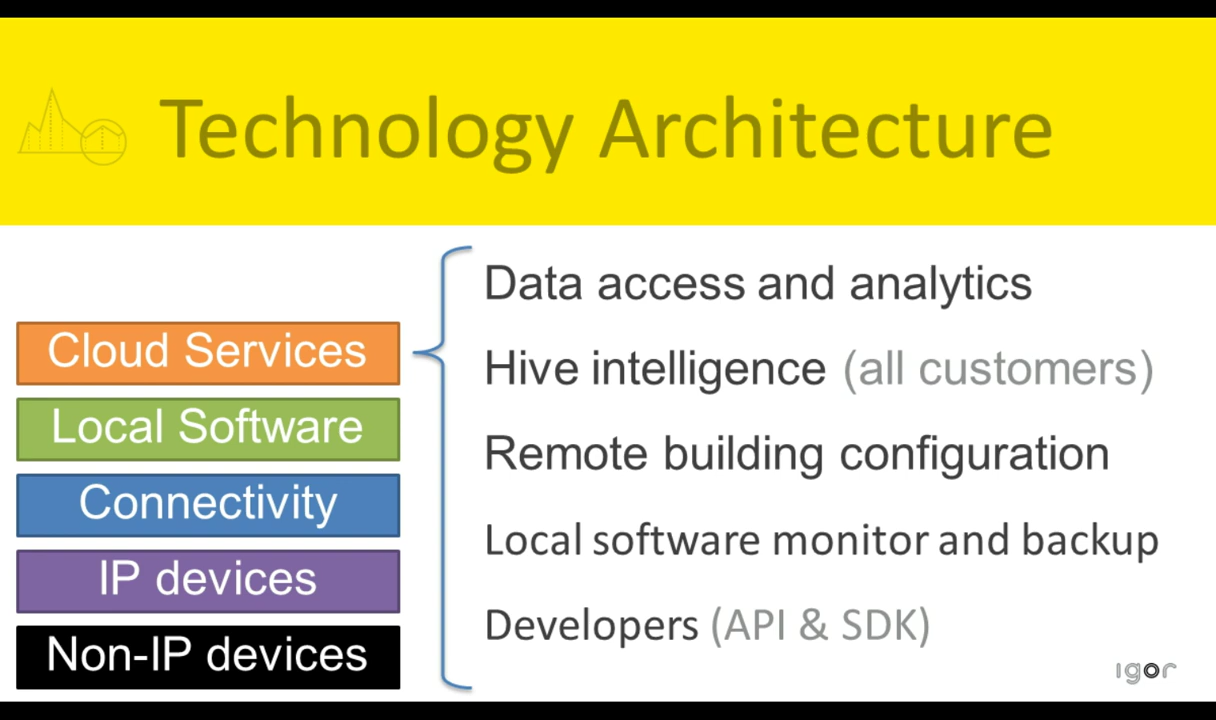 Technology Architecture
Cloud Services
Local Software
Connectivity
IP devices
Non-IP devices
Data access and analytics
Hive intelligence (all customers)
Remote building configuration
Local software monitor and backup
Developers (API & SDK)
igor